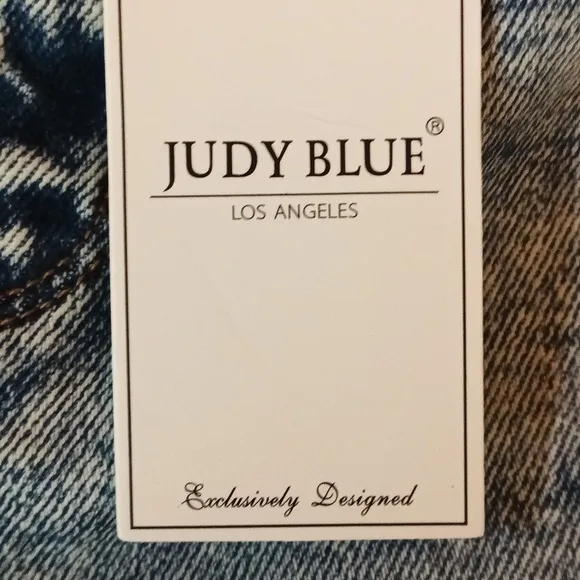 JUDY BLUE®
LOS ANGELES
Exclusively Designed